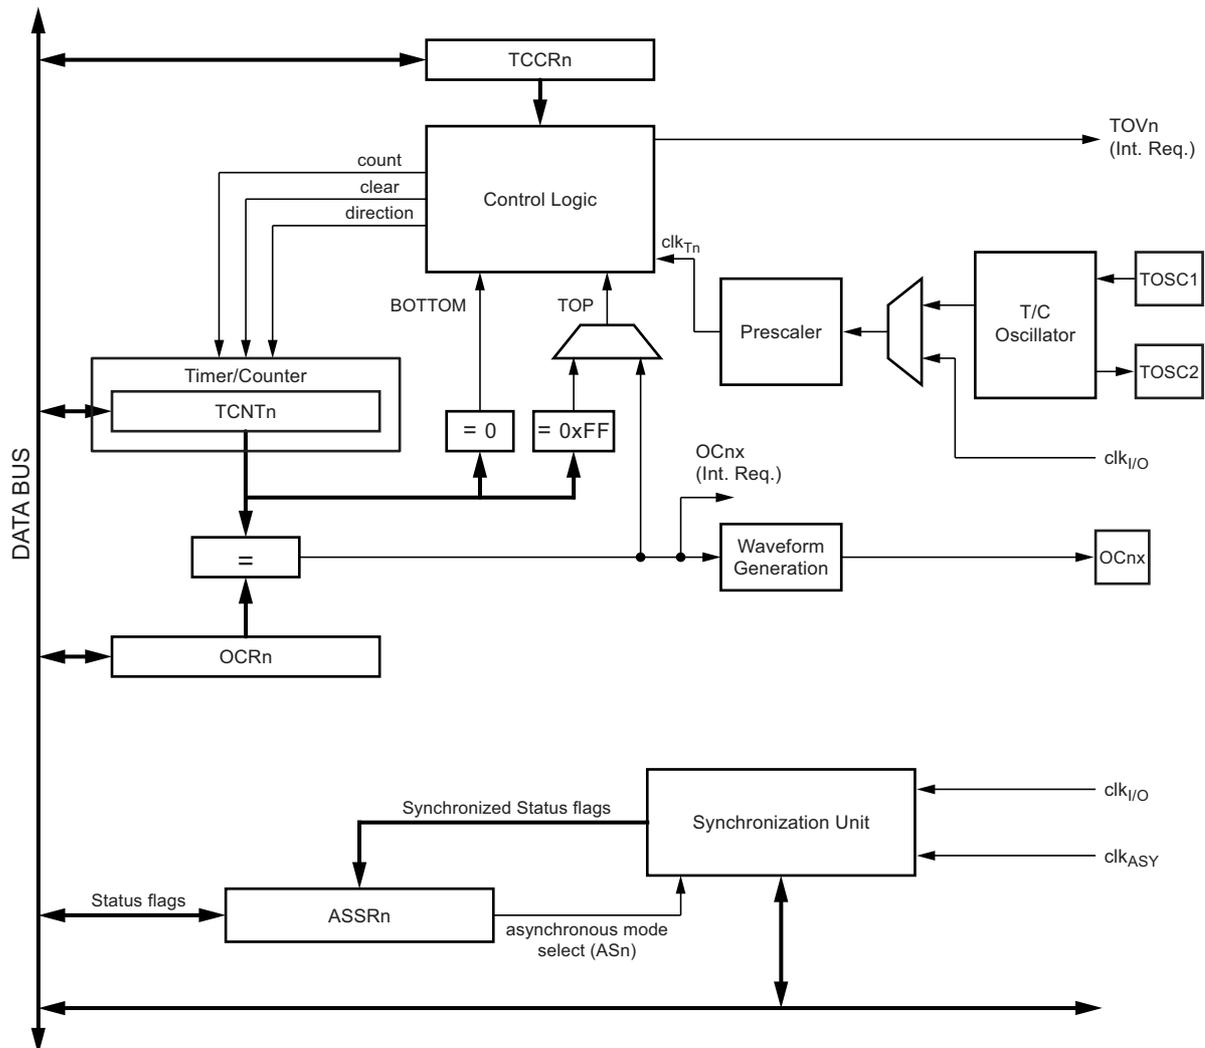 TCCRn
TOVn
(Int. Req.)
count
clear
direction
Control Logic
clkTn
BOTTOM
TOP
Prescaler
T/C
Oscillator
TOSC1
TOSC2
Timer/Counter
TCNTn
= 0
= 0xFF
clkI/O
OCnx
(Int. Req.)
DATA BUS
=
Waveform
Generation
OCnx
OCRn
Synchronized Status flags
Synchronization Unit
clkI/O
clkASY
Status flags
ASSRn
asynchronous mode
select (ASn)